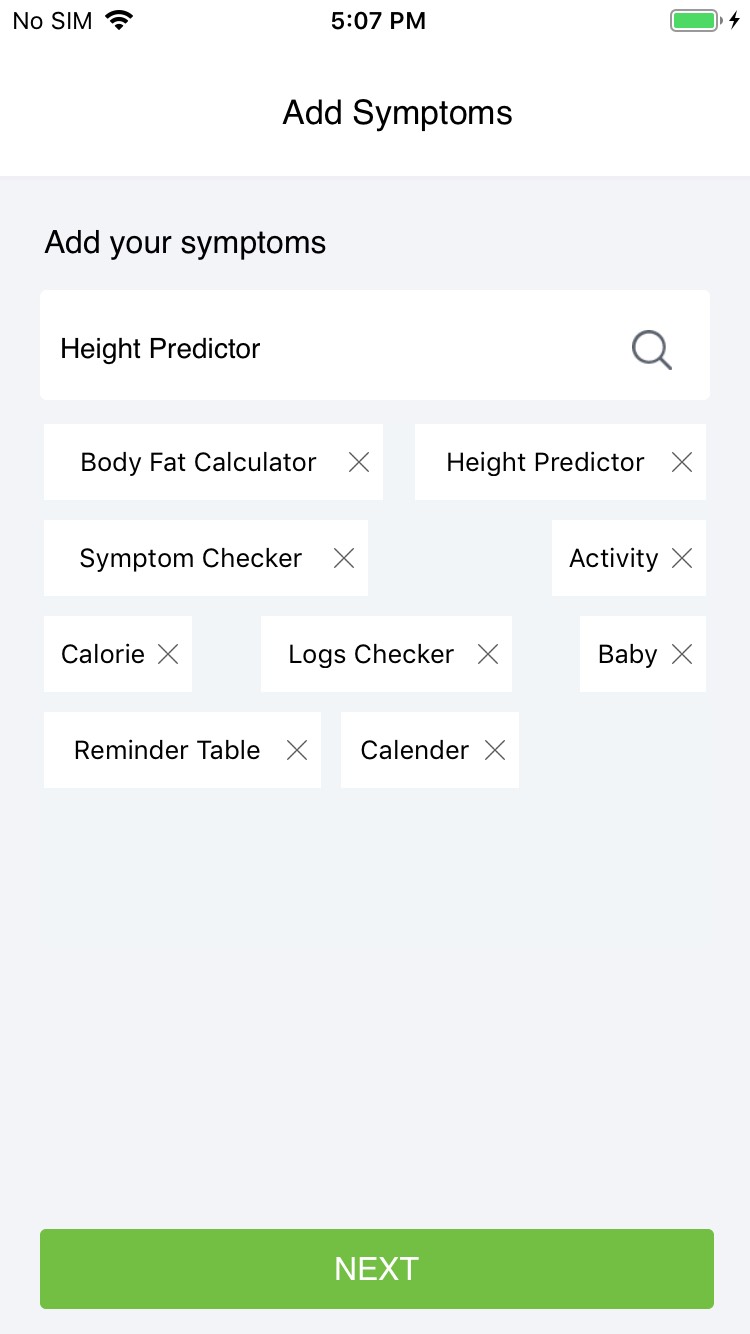 No SIM 5:07 PM
Add Symptoms
Add your symptoms
Height Predictor
Body Fat Calculator Height Predictor
Symptom Checker Activity
Calorie Logs Checker Baby
Reminder Table Calender
NEXT